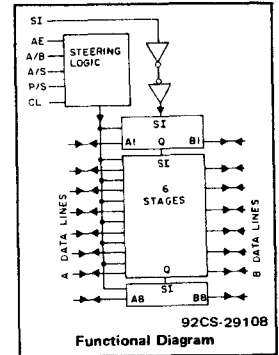 SI
AE
A/B
A/S
P/S
CL
STEERING
LOGIC
SI
A1 Q B1
SI
6
STAGES
Q
A DATA LINES
B DATA LINES
SI
A8 B8
92CS-29108
Functional Diagram